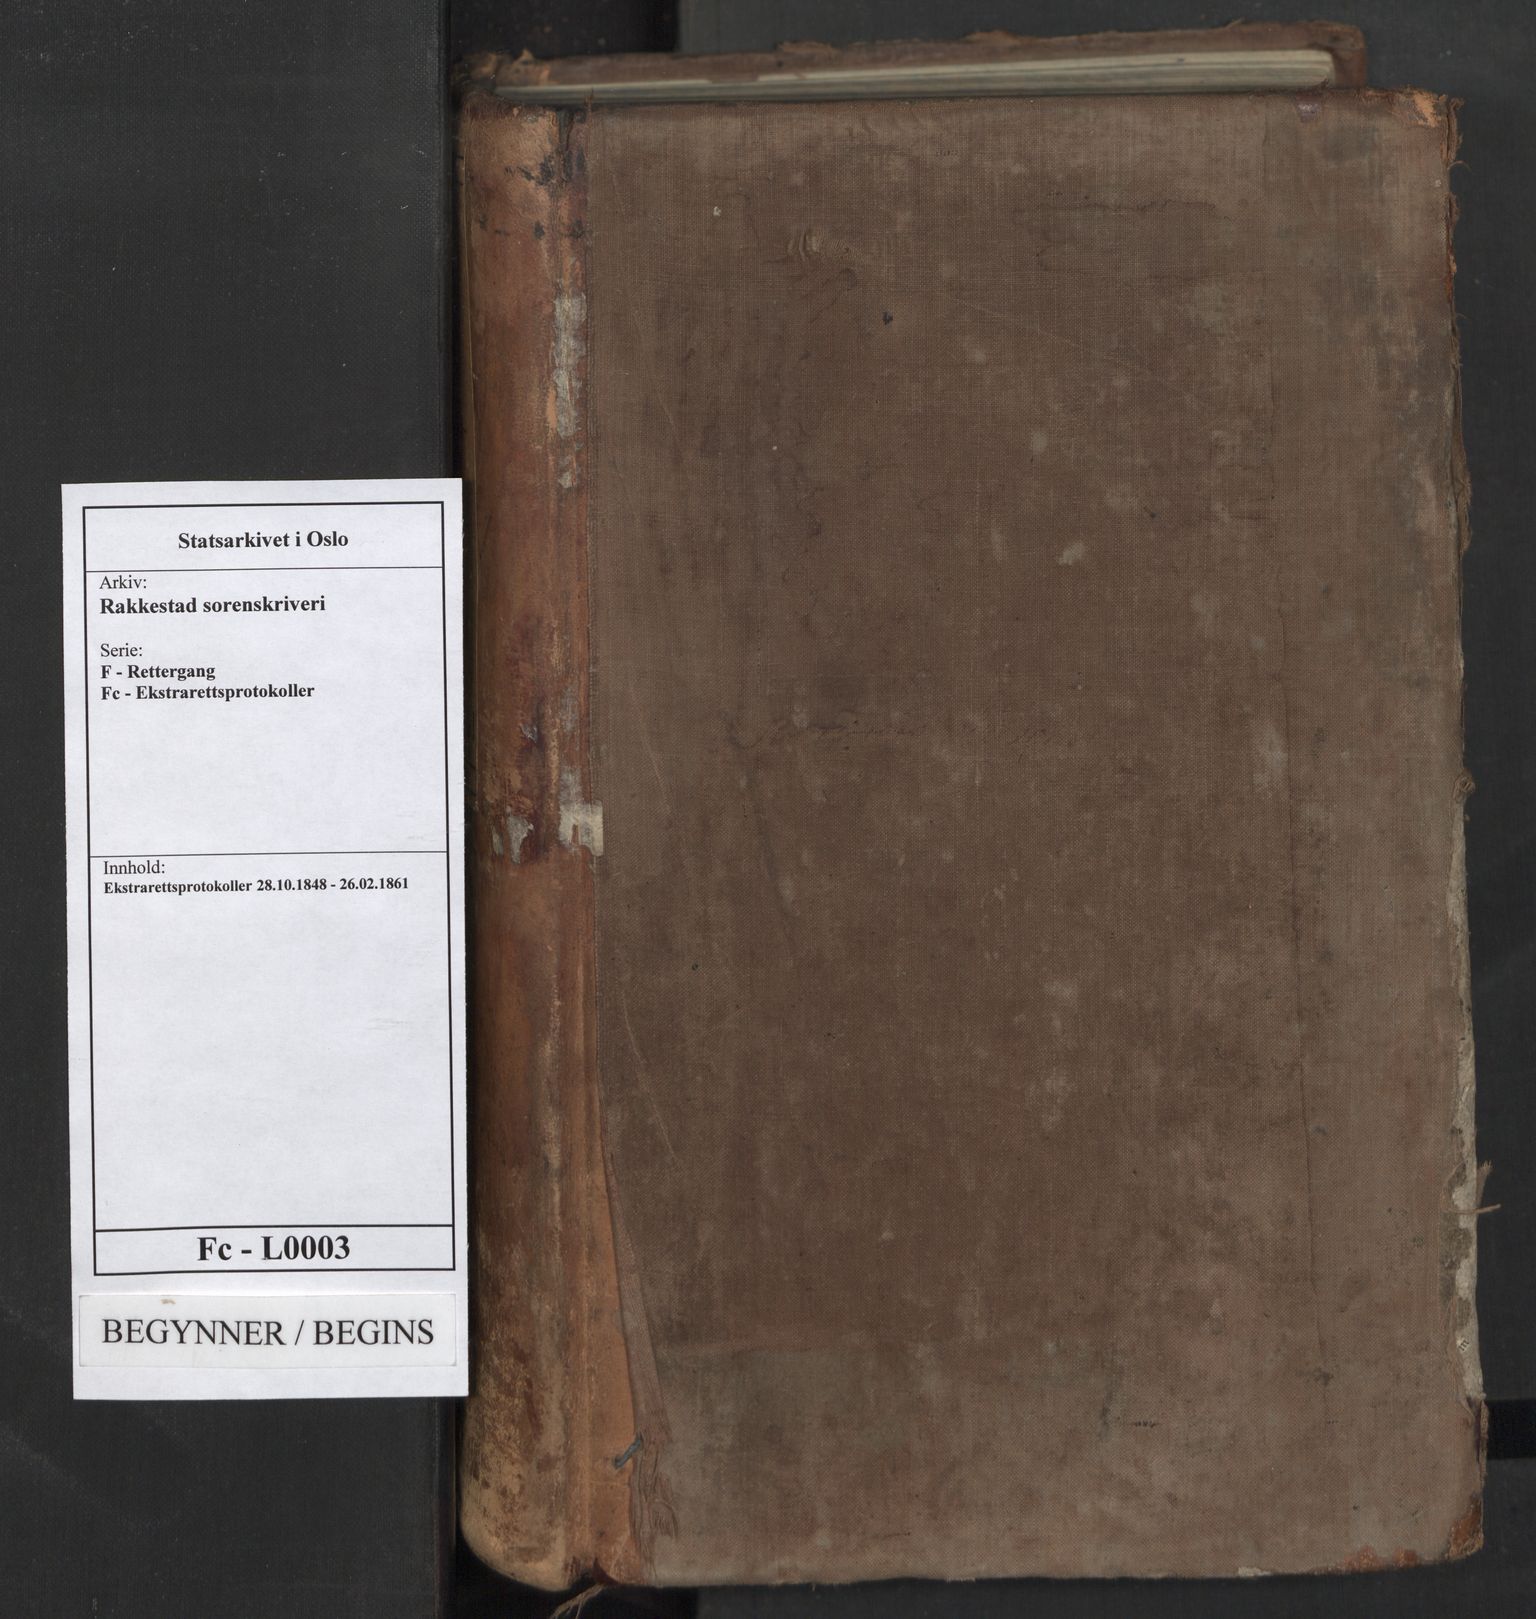 Statsarkivet i Oslo
Arkiv:
Rakkestad sorenskriveri
Serie:
F - Rettergang
Fc - Ekstrarettsprotokoller
Innhold:
Ekstrarettsprotokoller 28.10.1848 - 26.02.1861
Fc - L0003
BEGYNNER / BEGINS